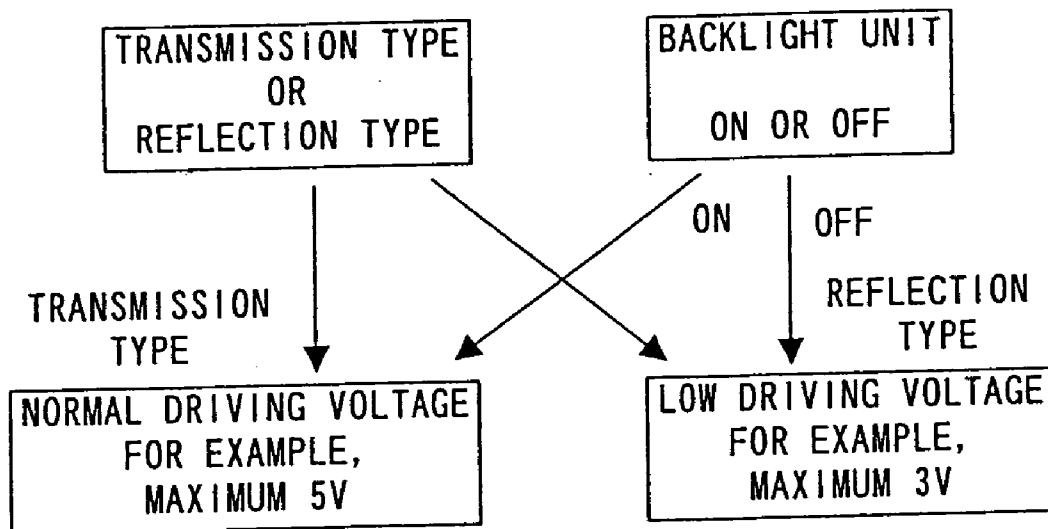 TRANSMISSION TYPE
OR
REFLECTION TYPE
BACKLIGHT UNIT
ON OR OFF
ON
OFF
TRANSMISSION
TYPE
REFLECTION
TYPE
NORMAL DRIVING VOLTAGE
FOR EXAMPLE,
MAXIMUM 5V
LOW DRIVING VOLTAGE
FOR EXAMPLE,
MAXIMUM 3V